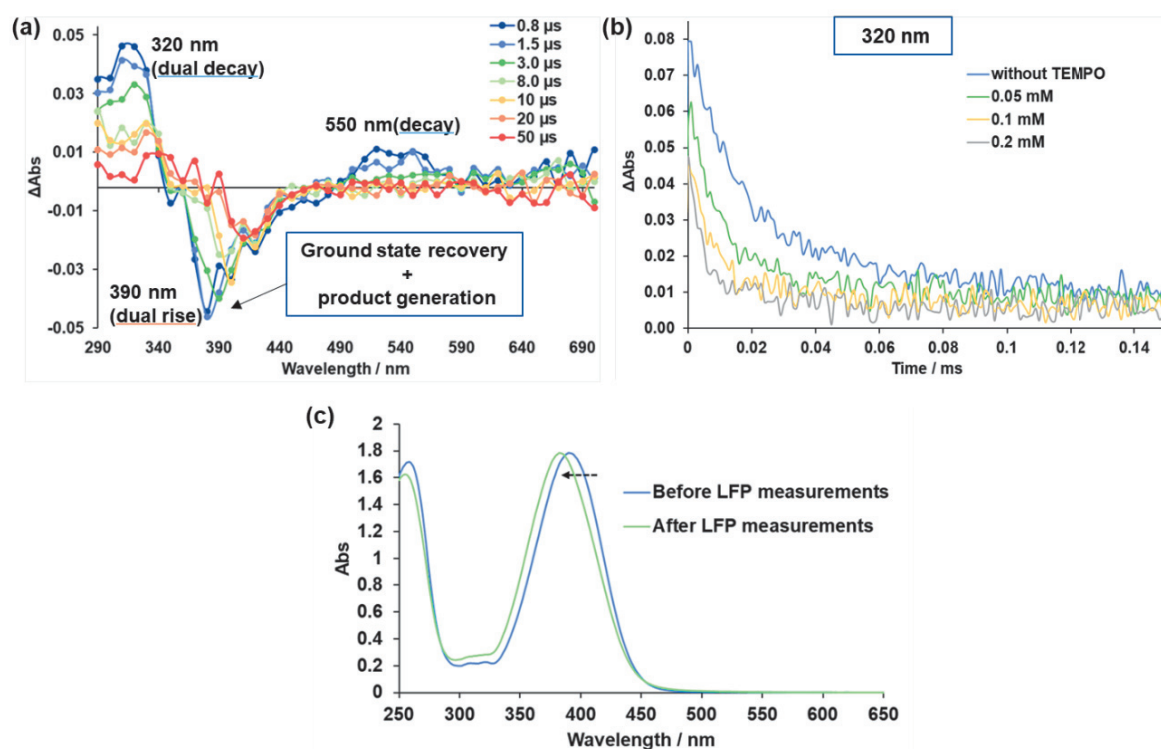 (a)
0.05
0.03
0.01
-0.01
-0.03
-0.05
ΔAbs
320 nm
(dual decay)
550 nm(decay)
390 nm
(dual rise)
Ground state recovery
+
product generation
0.8 µs
1.5 µs
3.0 µs
8.0 µs
10 µs
20 µs
50 µs
290 340 390 440 490 540 590 640 690
Wavelength / nm
(b)
320 nm
0.08
0.07
0.06
0.05
0.04
0.03
0.02
0.01
0.00
ΔAbs
without TEMPO
0.05 mM
0.1 mM
0.2 mM
0 0.02 0.04 0.06 0.08 0.1 0.12 0.14
Time / ms
(c)
2
1.8
1.6
1.4
1.2
1
0.8
0.6
0.4
0.2
0
Abs
Before LFP measurements
After LFP measurements
250 300 350 400 450 500 550 600 650
Wavelength / nm